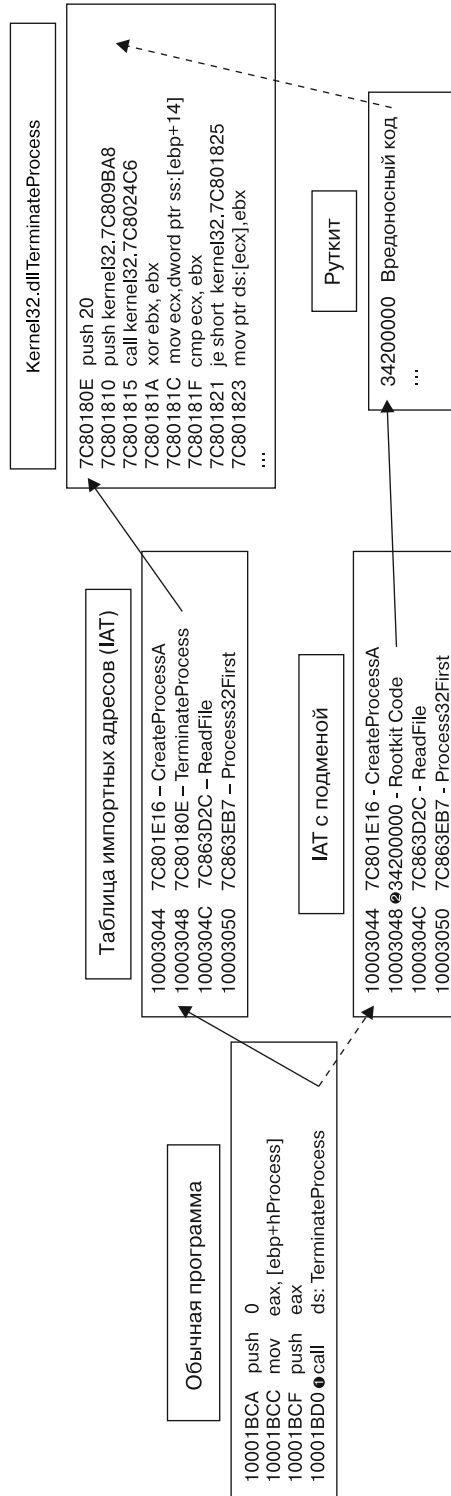 Обычная программа
10001BCA push 0
10001BCC mov eax, [ebp+hProcess]
10001BCF push eax
10001BD0 ❶call ds: TerminateProcess
Таблица импортных адресов (IAT)
10003044 7C801E16 – CreateProcessA
10003048 7C80180E – TerminateProcess
1000304C 7C863D2C – ReadFile
10003050 7C863EB7 – Process32First
IAT с подменой
10003044 7C801E16 - CreateProcessA
10003048 ❷34200000 - Rootkit Code
1000304C 7C863D2C - ReadFile
10003050 7C863EB7 - Process32First
Kernel32.dllTerminateProcess
7C80180E push 20
7C801810 push kernel32.7C809BA8
7C801815 call kernel32.7C8024C6
7C80181A xor ebx, ebx
7C80181C mov ecx,dword ptr ss:[ebp+14]
7C80181F cmp ecx, ebx
7C801821 je short kernel32.7C801825
7C801823 mov ptr ds:[ecx],ebx
...
Руткит
34200000 Вредоносный код
...